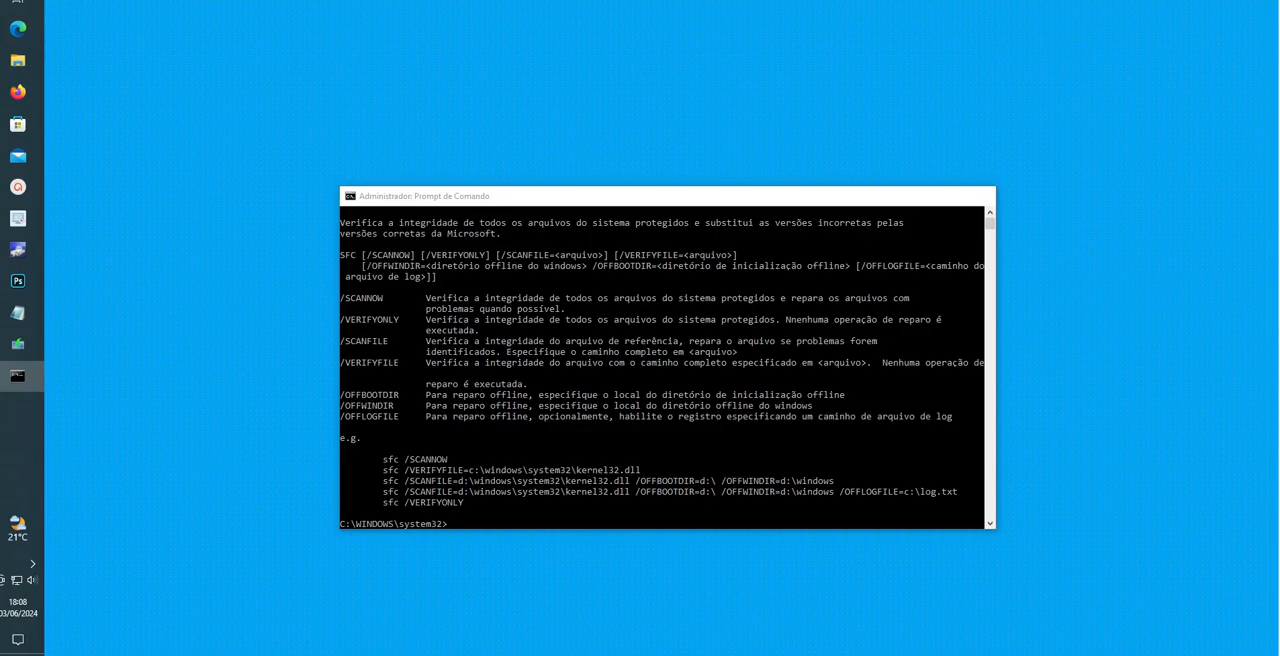 Administrador: Prompt de Comando
Verifica a integridade de todos os arquivos do sistema protegidos e substitui as versões incorretas pelas
versões corretas da Microsoft.
SFC [/SCANNOW] [/VERIFYONLY] [/SCANFILE=<arquivo>] [/VERIFYFILE=<arquivo>]
[/OFFWINDIR=<diretório offline do windows> /OFFBOOTDIR=<diretório de inicialização offline> [/OFFLOGFILE=<caminho do
arquivo de log>]]
/SCANNOW Verifica a integridade de todos os arquivos do sistema protegidos e repara os arquivos com
problemas quando possível.
/VERIFYONLY Verifica a integridade de todos os arquivos do sistema protegidos. Nnenhuma operação de reparo é
executada.
/SCANFILE Verifica a integridade do arquivo de referência, repara o arquivo se problemas forem
identificados. Especifique o caminho completo em <arquivo>
/VERIFYFILE Verifica a integridade do arquivo com o caminho completo especificado em <arquivo>. Nenhuma operação de
reparo é executada.
/OFFBOOTDIR Para reparo offline, especifique o local do diretório de inicialização offline
/OFFWINDIR Para reparo offline, especifique o local do diretório offline do windows
/OFFLOGFILE Para reparo offline, opcionalmente, habilite o registro especificando um caminho de arquivo de log
e.g.
sfc /SCANNOW
sfc /VERIFYFILE=c:\windows\system32\kernel32.dll
sfc /SCANFILE=d:\windows\system32\kernel32.dll /OFFBOOTDIR=d:\ /OFFWINDIR=d:\windows
sfc /SCANFILE=d:\windows\system32\kernel32.dll /OFFBOOTDIR=d:\ /OFFWINDIR=d:\windows /OFFLOGFILE=c:\log.txt
sfc /VERIFYONLY
C:\WINDOWS\system32>
Ps
21°C
18:08
03/06/2024